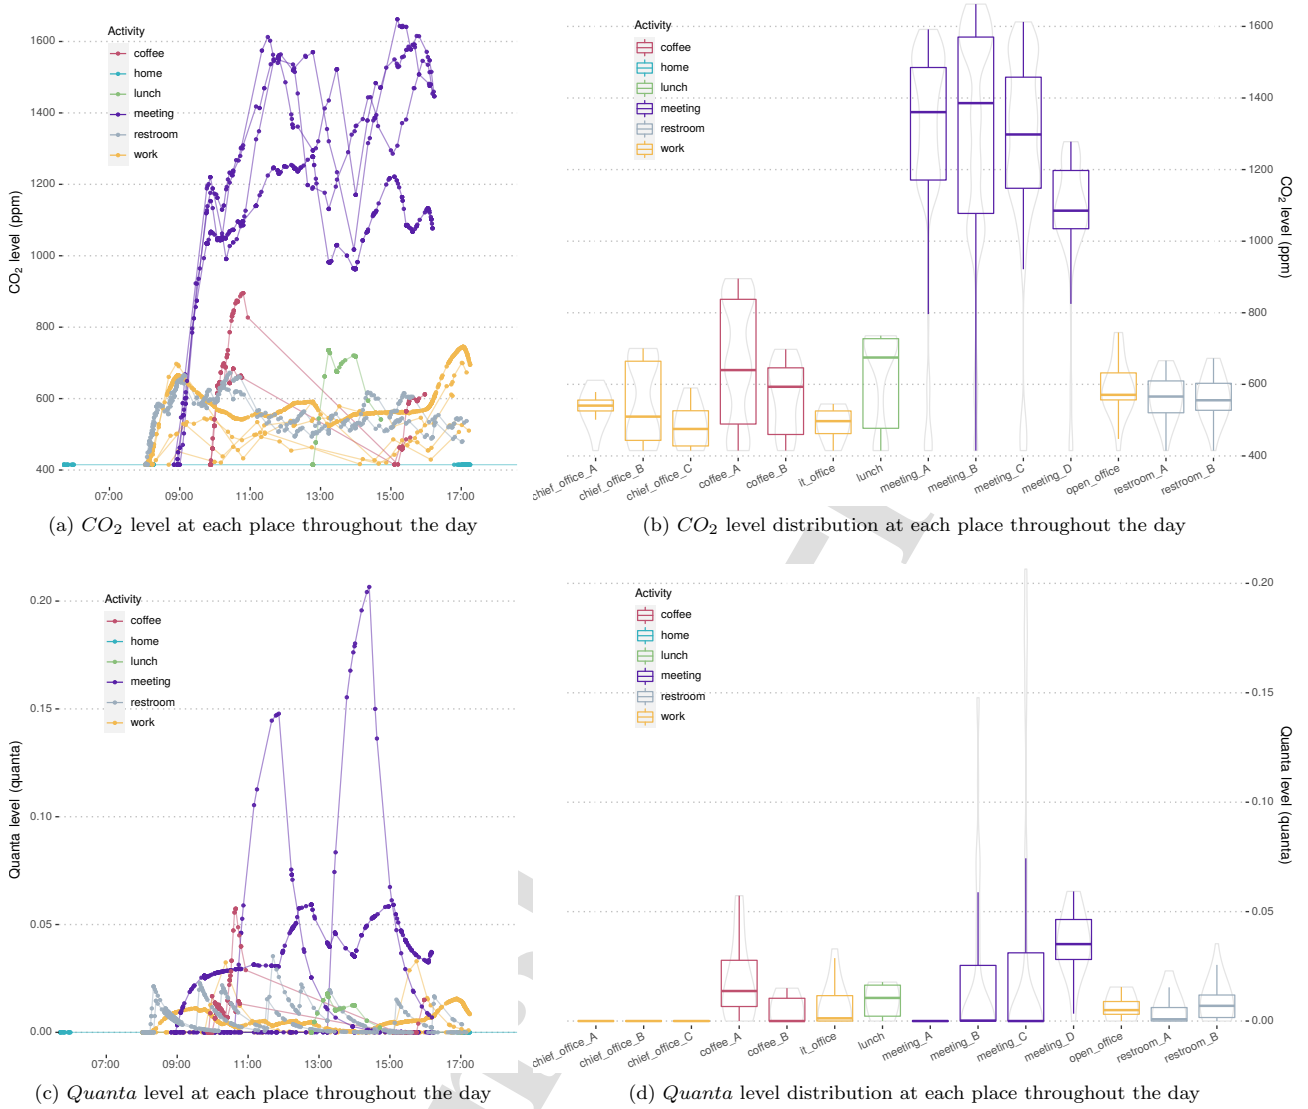 Activity
coffee
home
lunch
meeting
restroom
work
CO2 level (ppm)
1600
1400
1200
1000
800
600
400
07:00 09:00 11:00 13:00 15:00 17:00
(a) CO2 level at each place throughout the day
Activity
coffee
home
lunch
meeting
restroom
work
1600
1400
1200
1000
800
600
400
CO2 level (ppm)
chief_office_A chief_office_B chief_office_C coffee_A coffee_B it_office lunch meeting_A meeting_B meeting_C meeting_D open_office restroom_A restroom_B
(b) CO2 level distribution at each place throughout the day
Activity
coffee
home
lunch
meeting
restroom
work
Quanta level (quanta)
0.20
0.15
0.10
0.05
0.00
07:00 09:00 11:00 13:00 15:00 17:00
(c) Quanta level at each place throughout the day
Activity
coffee
home
lunch
meeting
restroom
work
0.20
0.15
0.10
0.05
0.00
Quanta level (quanta)
chief_office_A chief_office_B chief_office_C coffee_A coffee_B it_office lunch meeting_A meeting_B meeting_C meeting_D open_office restroom_A restroom_B
(d) Quanta level distribution at each place throughout the day